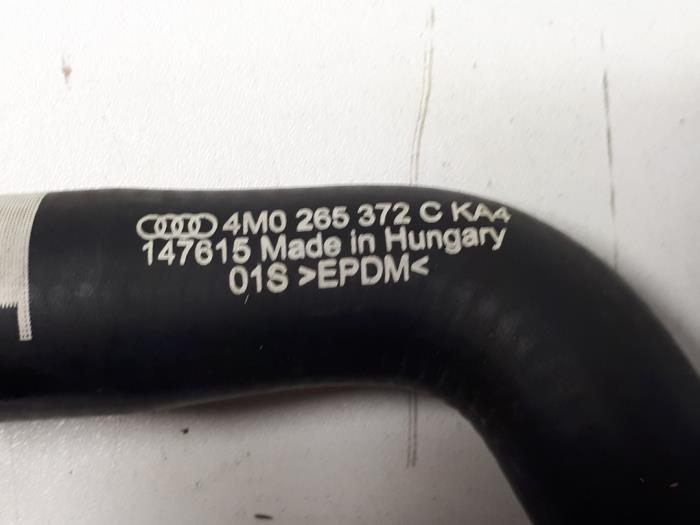 4M0 265 372 C KA4
147615 Made in Hungary
01S >EPDM<